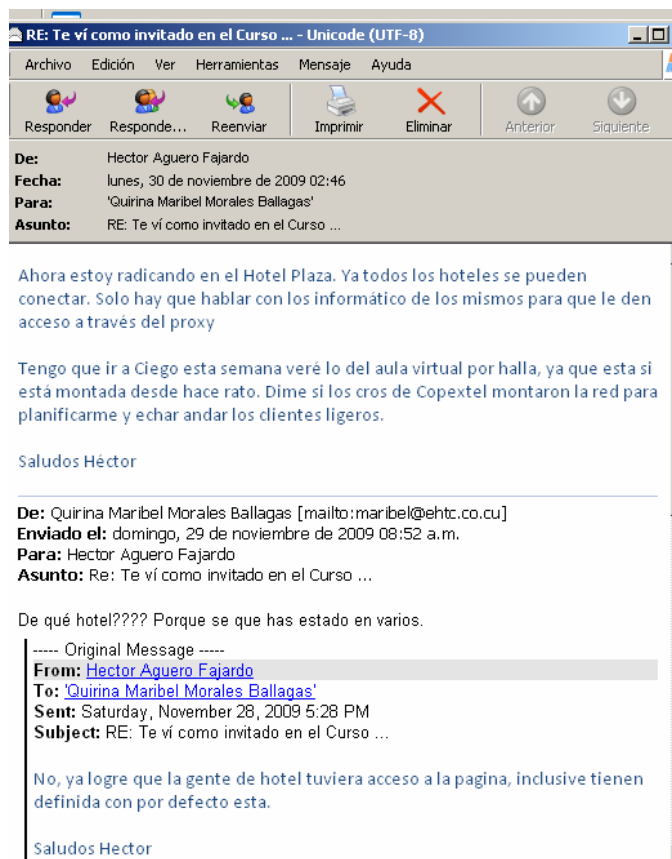 RE: Te ví como invitado en el Curso ... - Unicode (UTF-8)
Archivo Edición Ver Herramientas Mensaje Ayuda
Responder Responde... Reenviar Imprimir Eliminar Anterior Siguiente
De: Hector Aguero Fajardo
Fecha: lunes, 30 de noviembre de 2009 02:46
Para: 'Quirina Maribel Morales Ballagas'
Asunto: RE: Te ví como invitado en el Curso ...
Ahora estoy radicando en el Hotel Plaza. Ya todos los hoteles se pueden
conectar. Solo hay que hablar con los informático de los mismos para que le den
acceso a través del proxy
Tengo que ir a Ciego esta semana veré lo del aula virtual por halla, ya que esta si
está montada desde hace rato. Dime si los cros de Copextel montaron la red para
planificarme y echar andar los clientes ligeros.
Saludos Héctor
De: Quirina Maribel Morales Ballagas [mailto:maribel@ehtc.co.cu]
Enviado el: domingo, 29 de noviembre de 2009 08:52 a.m.
Para: Hector Aguero Fajardo
Asunto: Re: Te ví como invitado en el Curso ...
De qué hotel???? Porque se que has estado en varios.
----- Original Message -----
From: Hector Aguero Fajardo
To: 'Quirina Maribel Morales Ballagas'
Sent: Saturday, November 28, 2009 5:28 PM
Subject: RE: Te ví como invitado en el Curso ...
No, ya logre que la gente de hotel tuviera acceso a la pagina, inclusive tienen
definida con por defecto esta.
Saludos Hector